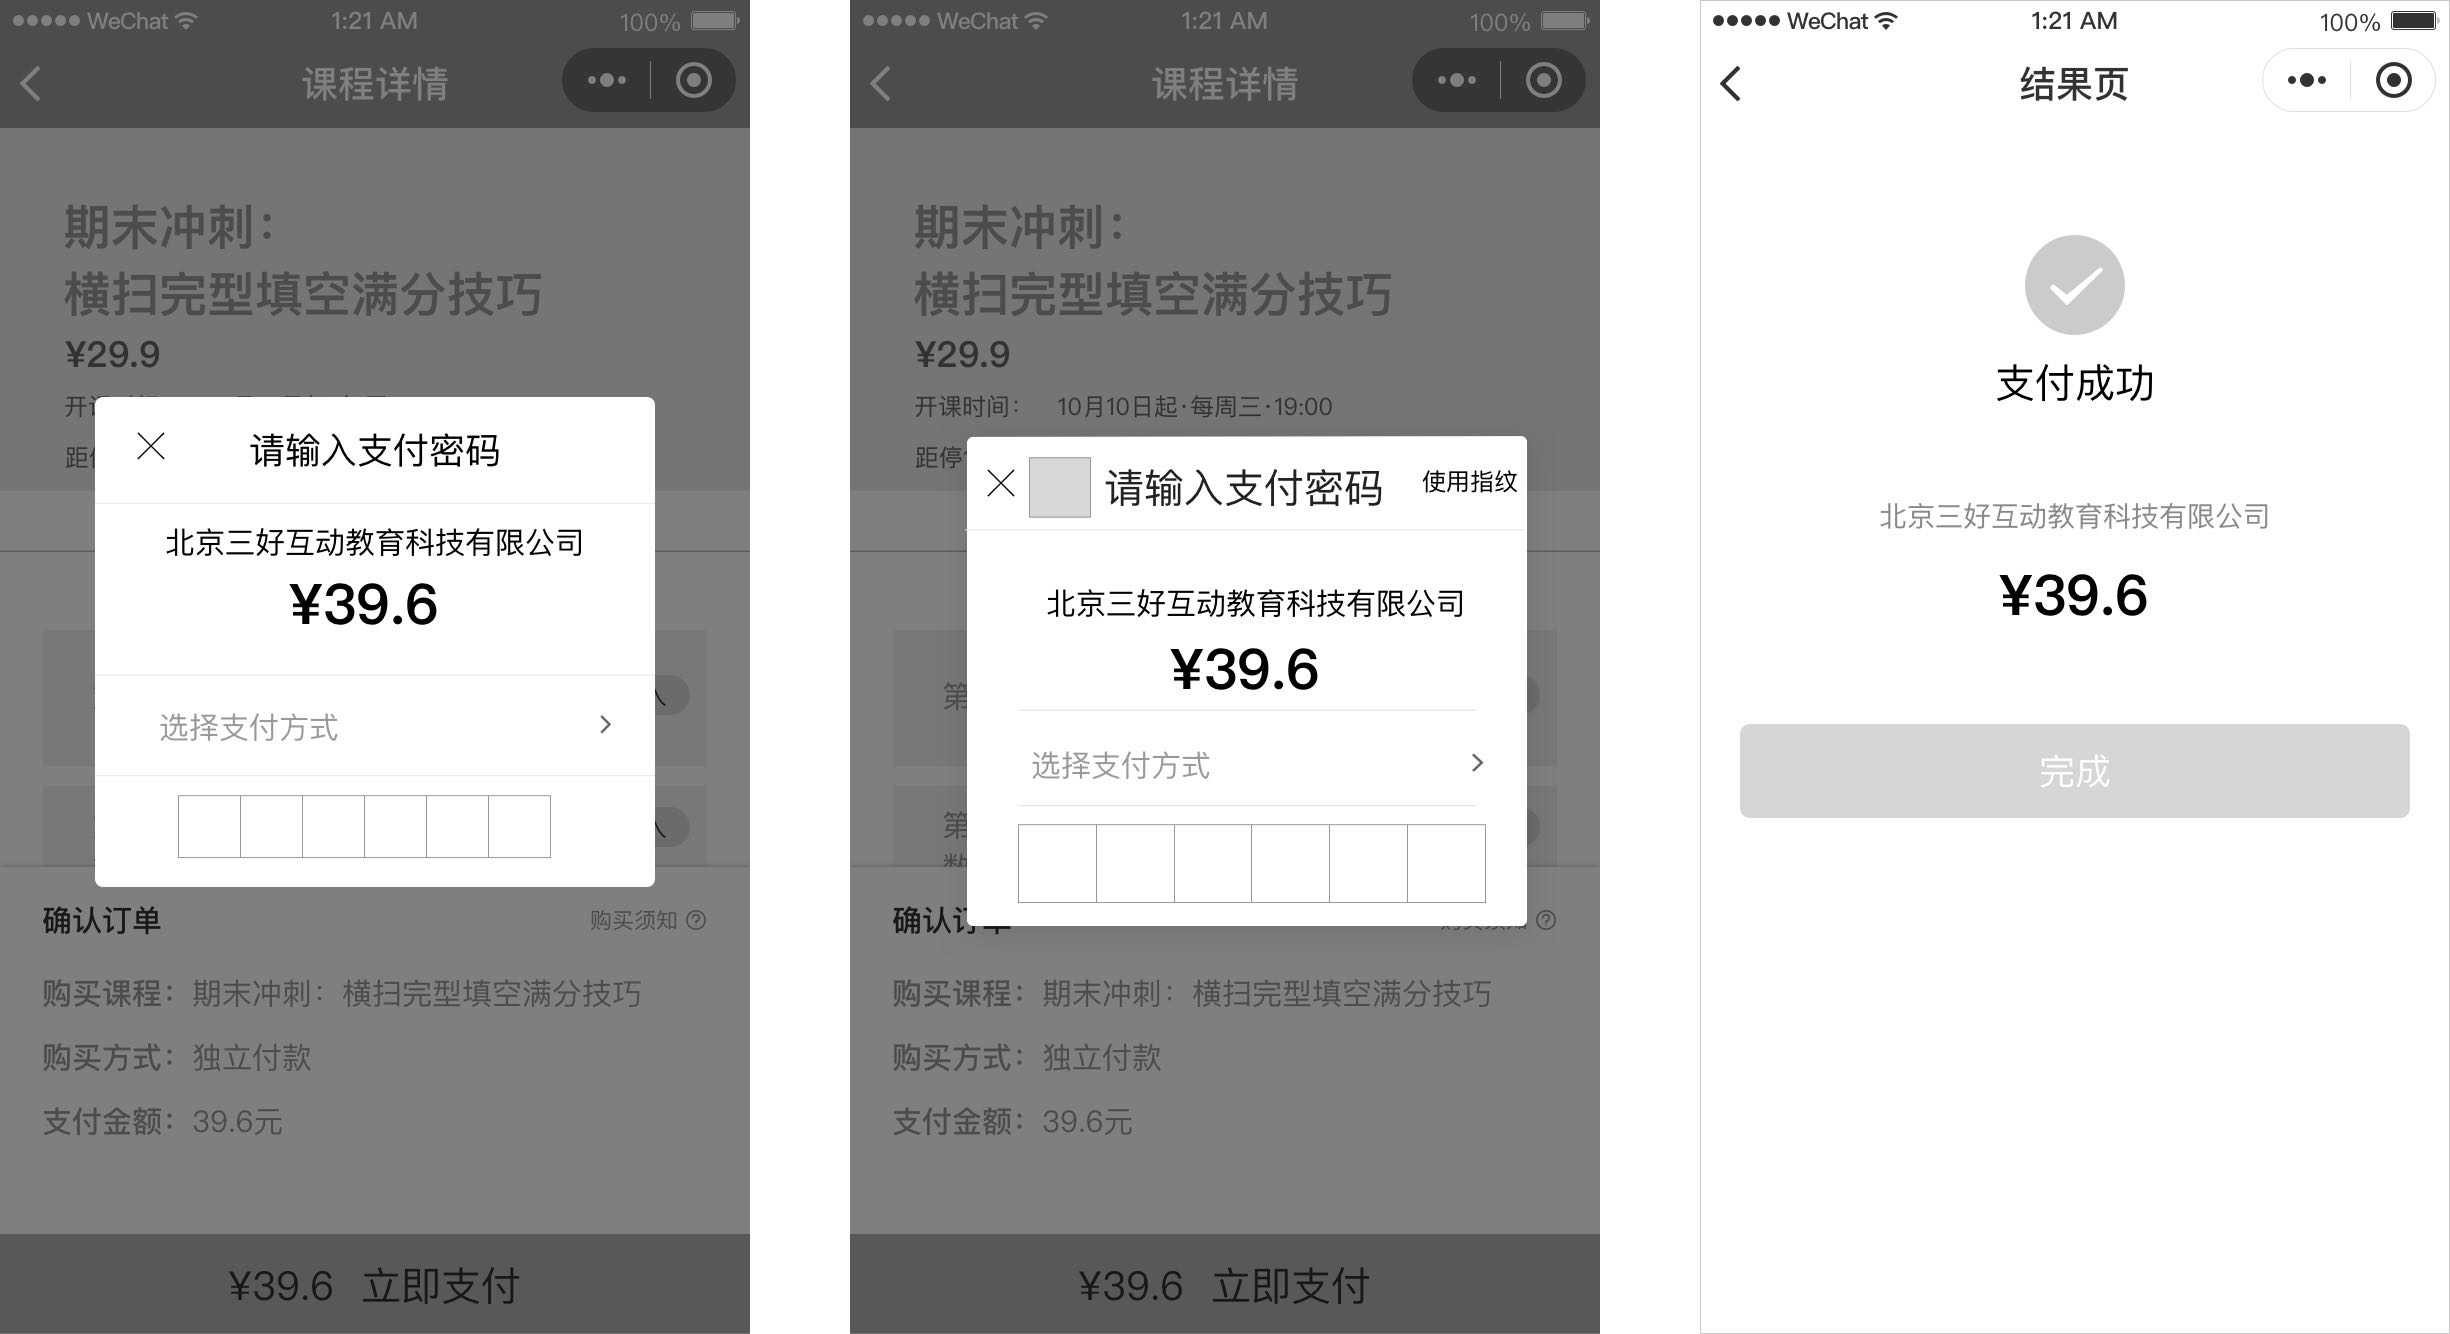 WeChat 1:21 AM 100%
课程详情
期末冲刺：
横扫完型填空满分技巧
¥29.9
请输入支付密码
北京三好互动教育科技有限公司
¥39.6
选择支付方式
确认订单 购买须知
购买课程： 期末冲刺： 横扫完型填空满分技巧
购买方式： 独立付款
支付金额： 39.6元
¥39.6 立即支付
WeChat 1:21 AM 100%
课程详情
期末冲刺：
横扫完型填空满分技巧
¥29.9
开课时间： 10月10日起·每周三·19:00
距停
请输入支付密码 使用指纹
北京三好互动教育科技有限公司
¥39.6
第
选择支付方式
第
确认订单
购买课程： 期末冲刺： 横扫完型填空满分技巧
购买方式： 独立付款
支付金额： 39.6元
¥39.6 立即支付
WeChat 1:21 AM 100%
结果页
支付成功
北京三好互动教育科技有限公司
¥39.6
完成